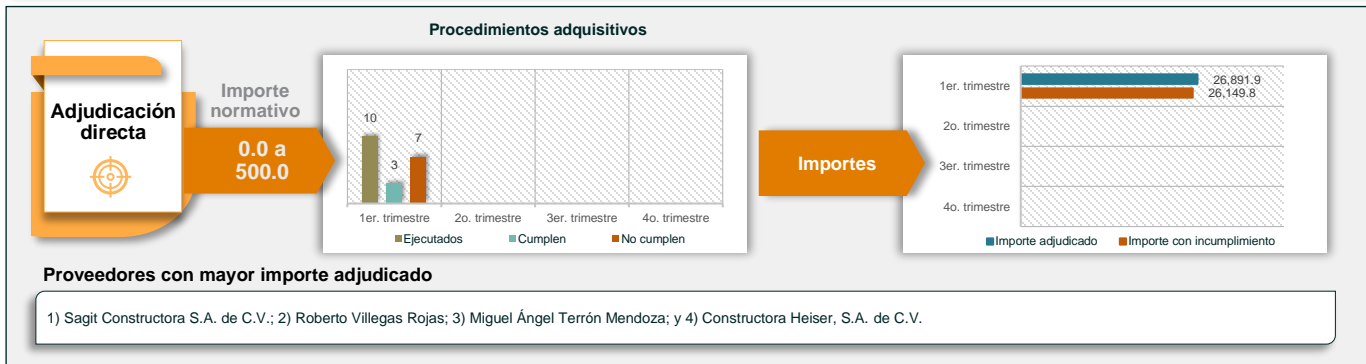 Procedimientos adquisitivos
Adjudicación
directa
Importe
normativo
0.0 a
500.0
10
3
7
1er. trimestre
2o. trimestre
3er. trimestre
4o. trimestre
Ejecutados
Cumplen
No cumplen
Importes
1er. trimestre
2o. trimestre
3er. trimestre
4o. trimestre
26,891.9
26,149.8
Importe adjudicado
Importe con incumplimiento
Proveedores con mayor importe adjudicado
1) Sagit Constructora S.A. de C.V.; 2) Roberto Villegas Rojas; 3) Miguel Ángel Terrón Mendoza; y 4) Constructora Heiser, S.A. de C.V.